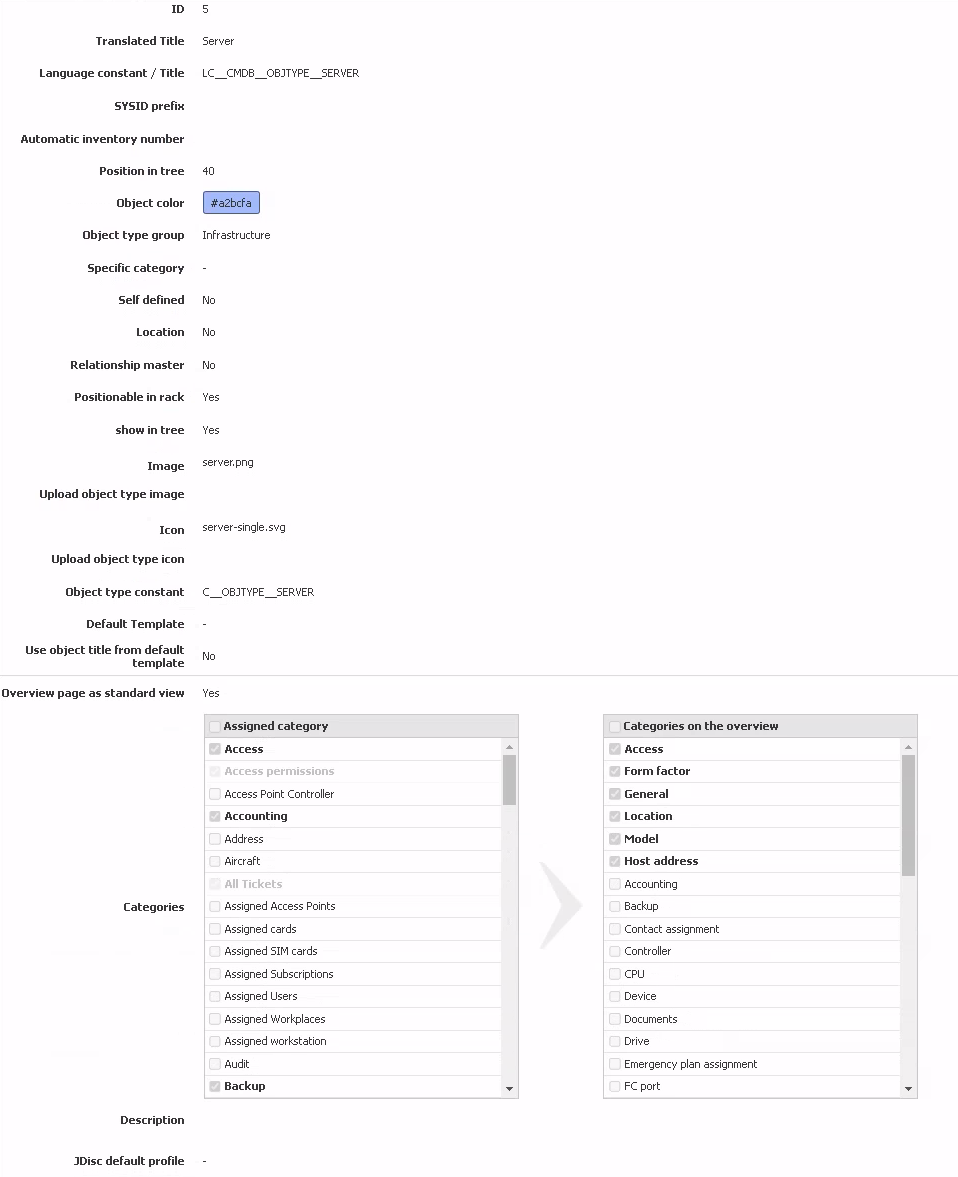 ID 5
Translated Title Server
Language constant / Title LC__CMDB__OBJTYPE__SERVER
SYSID prefix
Automatic inventory number
Position in tree 40
Object color #a2bcfa
Object type group Infrastructure
Specific category -
Self defined No
Location No
Relationship master No
Positionable in rack Yes
show in tree Yes
Image server.png
Upload object type image
Icon server-single.svg
Upload object type icon
Object type constant C__OBJTYPE__SERVER
Default Template -
Use object title from default
template No
Overview page as standard view Yes
Categories
Assigned category
Access
Access permissions
Access Point Controller
Accounting
Address
Aircraft
All Tickets
Assigned Access Points
Assigned cards
Assigned SIM cards
Assigned Subscriptions
Assigned Users
Assigned Workplaces
Assigned workstation
Audit
Backup
Categories on the overview
Access
Form factor
General
Location
Model
Host address
Accounting
Backup
Contact assignment
Controller
CPU
Device
Documents
Drive
Emergency plan assignment
FC port
Description
JDisc default profile -